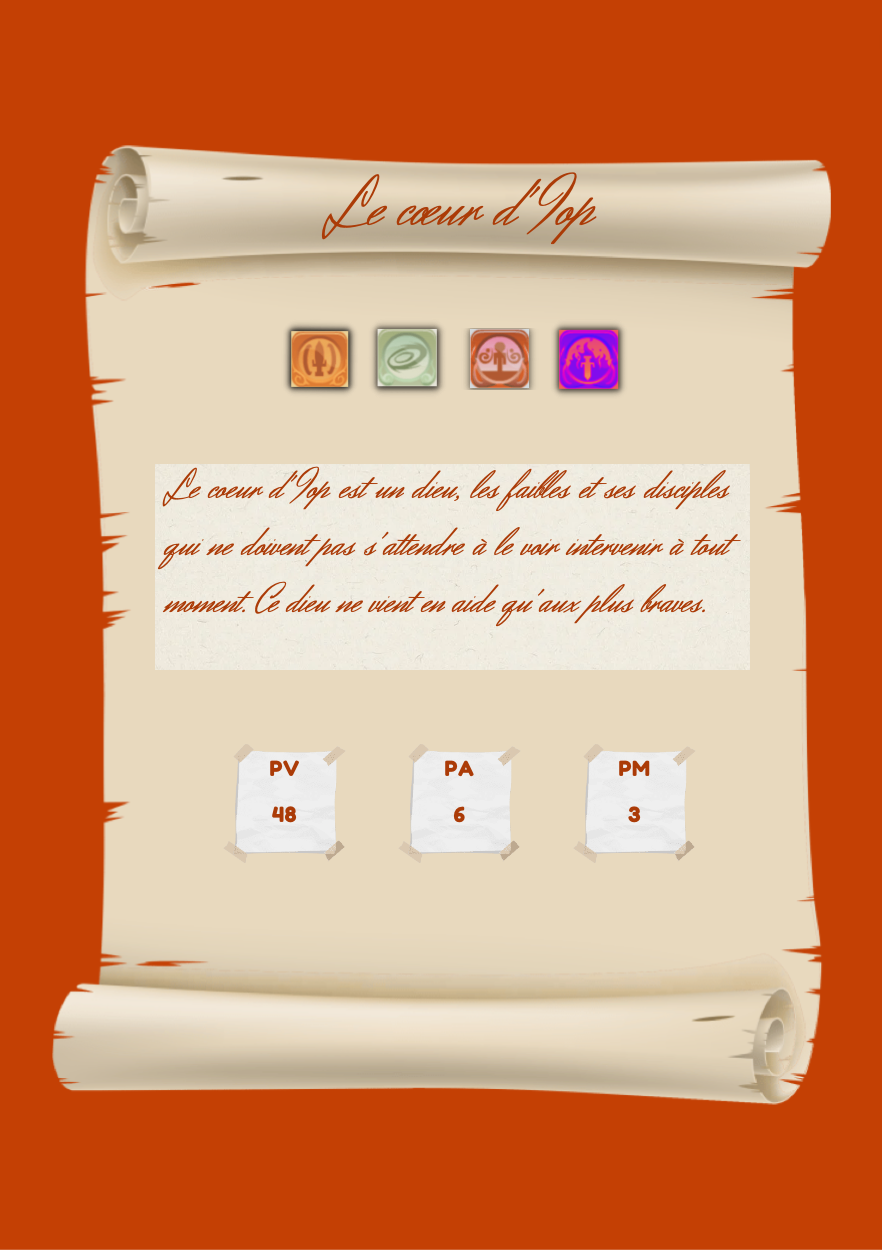 Le cœur d'Iop
Le coeur d'Iop est un dieu, les faibles et ses disciples
qui ne doivent pas s'attendre à le voir intervenir à tout
moment. Ce dieu ne vient en aide qu'aux plus braves.
PV PA PM
48 6 3